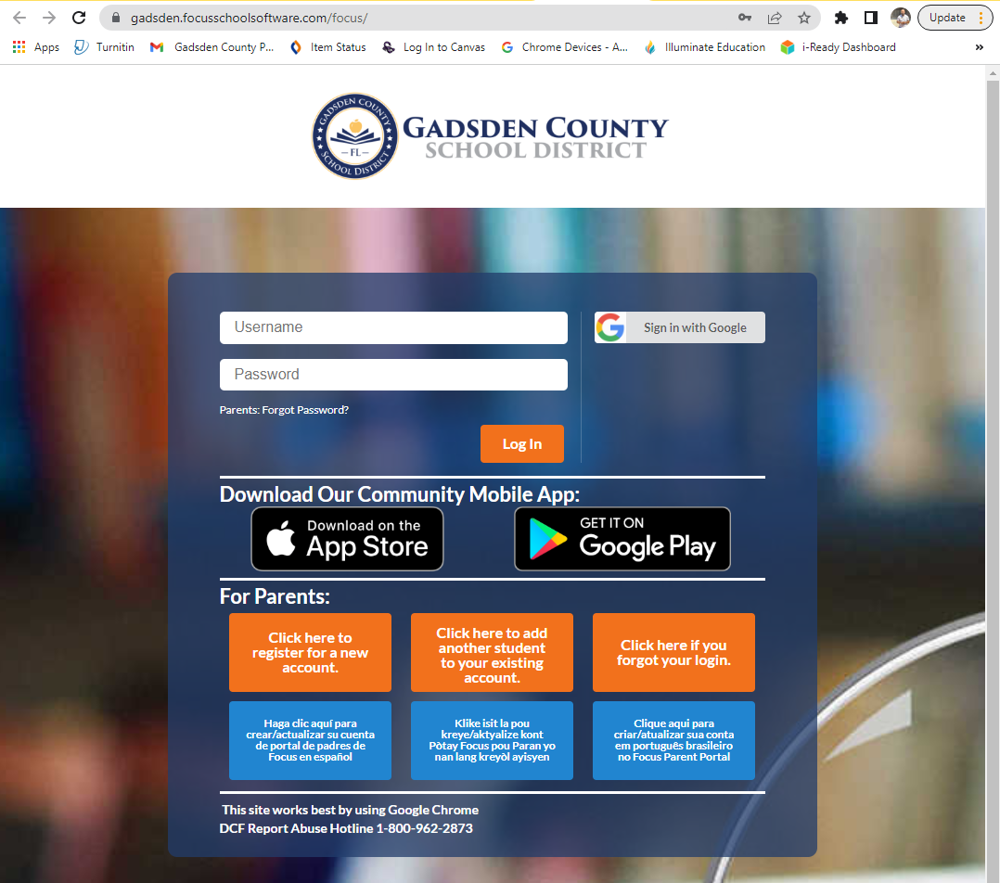 gadsden.focusschoolsoftware.com/focus/
Update
Apps
Turnitin
Gadsden County P...
Item Status
Log In to Canvas
Chrome Devices - A...
Illuminate Education
i-Ready Dashboard
»
GADSDEN COUNTY
FL
SCHOOL DISTRICT
GADSDEN COUNTY
SCHOOL DISTRICT
Username
Sign in with Google
Password
Parents: Forgot Password?
Log In
Download Our Community Mobile App:
Download on the
App Store
GET IT ON
Google Play
For Parents:
Click here to
register for a new
account.
Click here to add
another student
to your existing
account.
Click here if you
forgot your login.
Haga clic aquí para
crear/actualizar su cuenta
de portal de padres de
Focus en español
Klike isit la pou
kreye/aktyalize kont
Pòtay Focus pou Paran yo
nan lang kreyòl ayisyen
Clique aqui para
criar/atualizar sua conta
em português brasileiro
no Focus Parent Portal
This site works best by using Google Chrome
DCF Report Abuse Hotline 1-800-962-2873